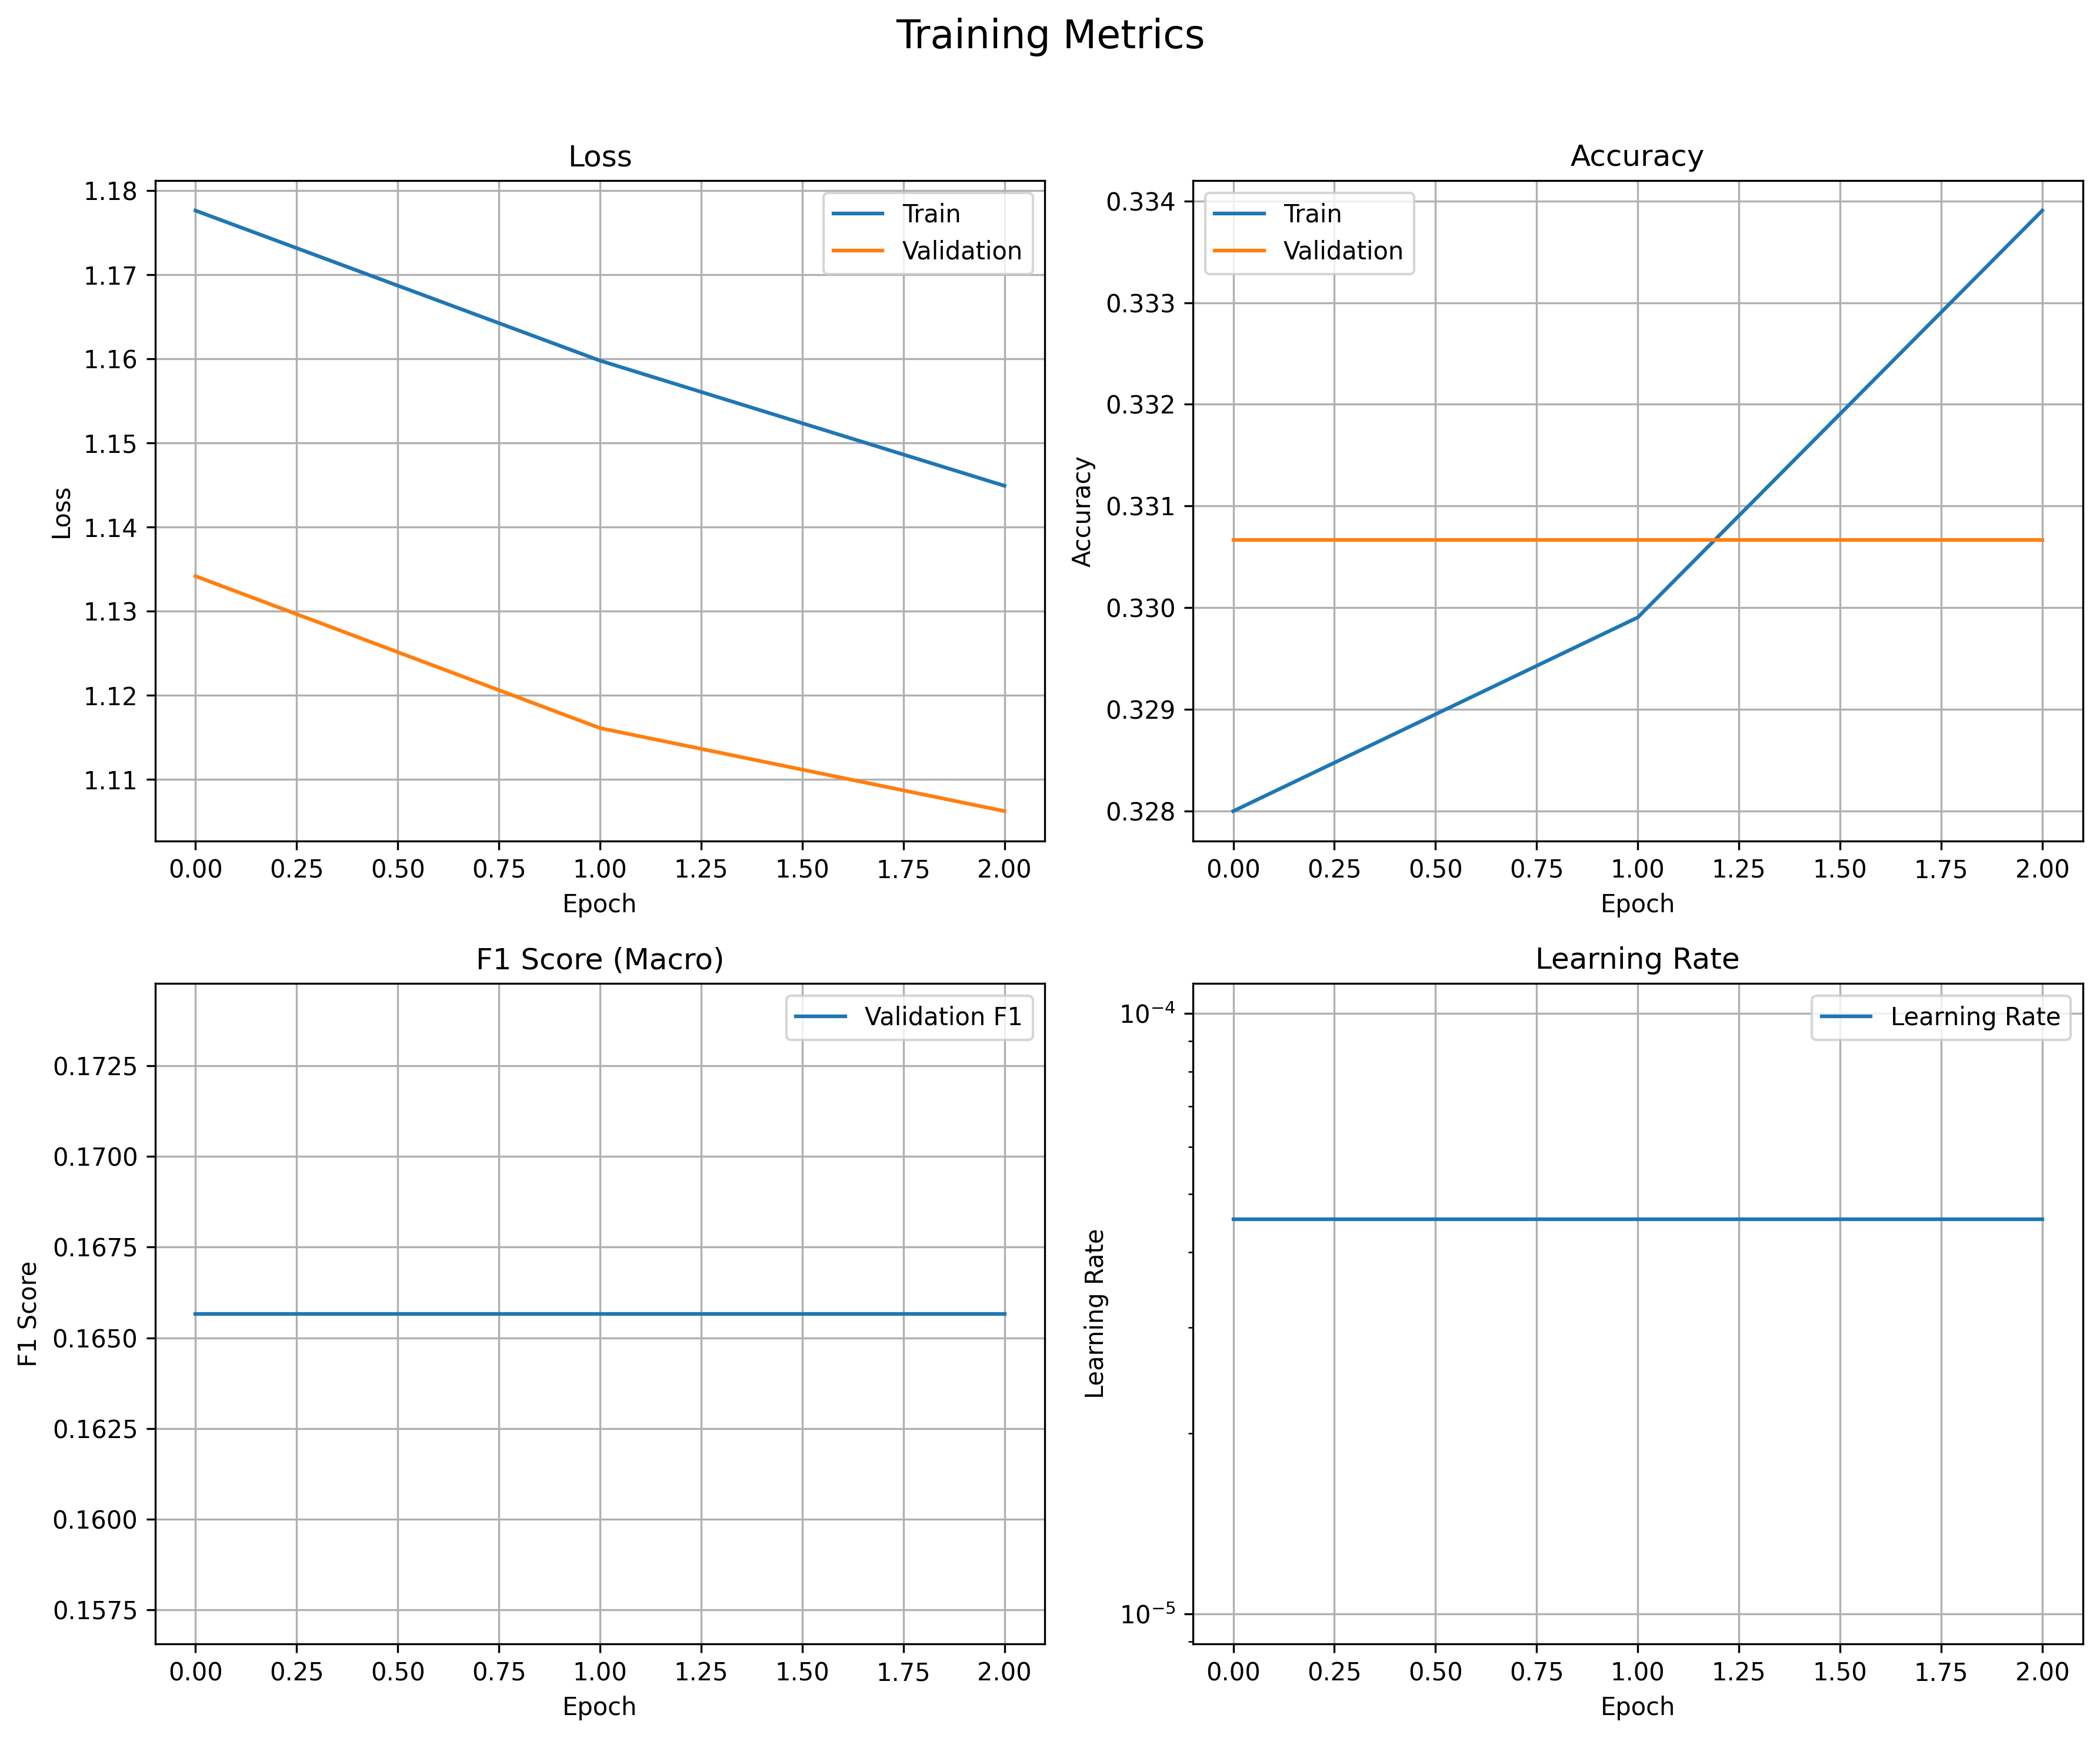 Training Metrics
Loss
1.18
1.17
1.16
1.15
1.14
1.13
1.12
1.11
Loss
Train
Validation
0.00 0.25 0.50 0.75 1.00 1.25 1.50 1.75 2.00
Epoch
Accuracy
0.334
0.333
0.332
0.331
0.330
0.329
0.328
Accuracy
Train
Validation
0.00 0.25 0.50 0.75 1.00 1.25 1.50 1.75 2.00
Epoch
F1 Score (Macro)
0.1725
0.1700
0.1675
0.1650
0.1625
0.1600
0.1575
F1 Score
Validation F1
0.00 0.25 0.50 0.75 1.00 1.25 1.50 1.75 2.00
Epoch
Learning Rate
10⁻⁴
10⁻⁵
Learning Rate
Learning Rate
0.00 0.25 0.50 0.75 1.00 1.25 1.50 1.75 2.00
Epoch